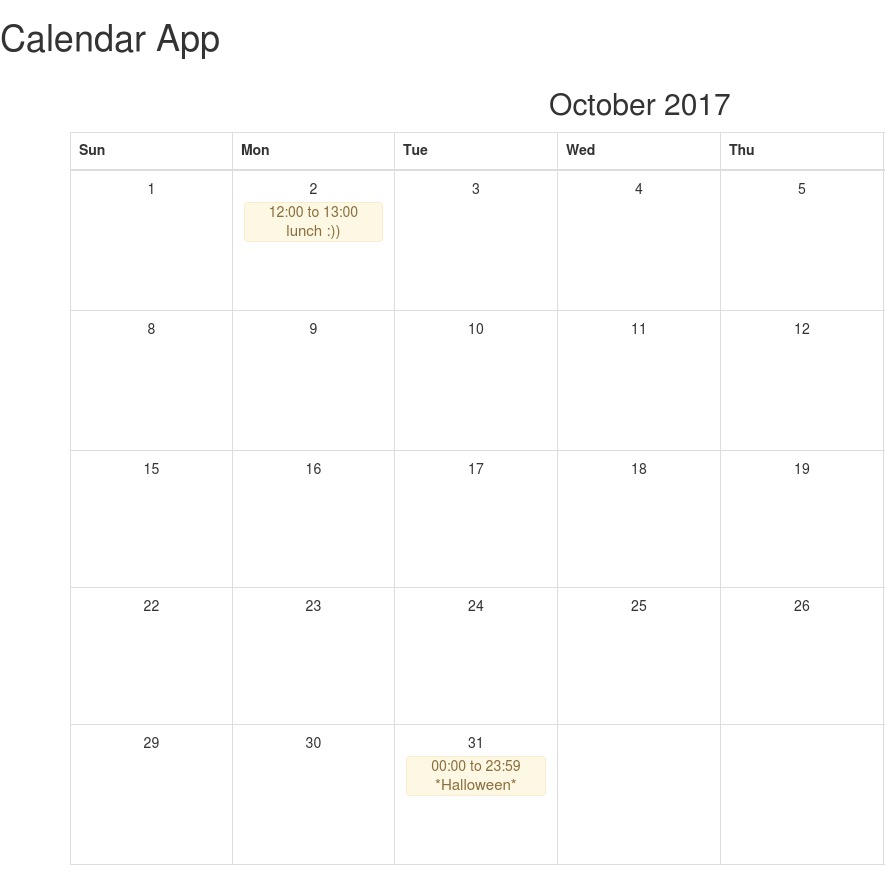 Calendar App
October 2017
Sun Mon Tue Wed Thu
1 2 3 4 5
12:00 to 13:00
lunch :))
8 9 10 11 12
15 16 17 18 19
22 23 24 25 26
29 30 31
00:00 to 23:59
*Halloween*